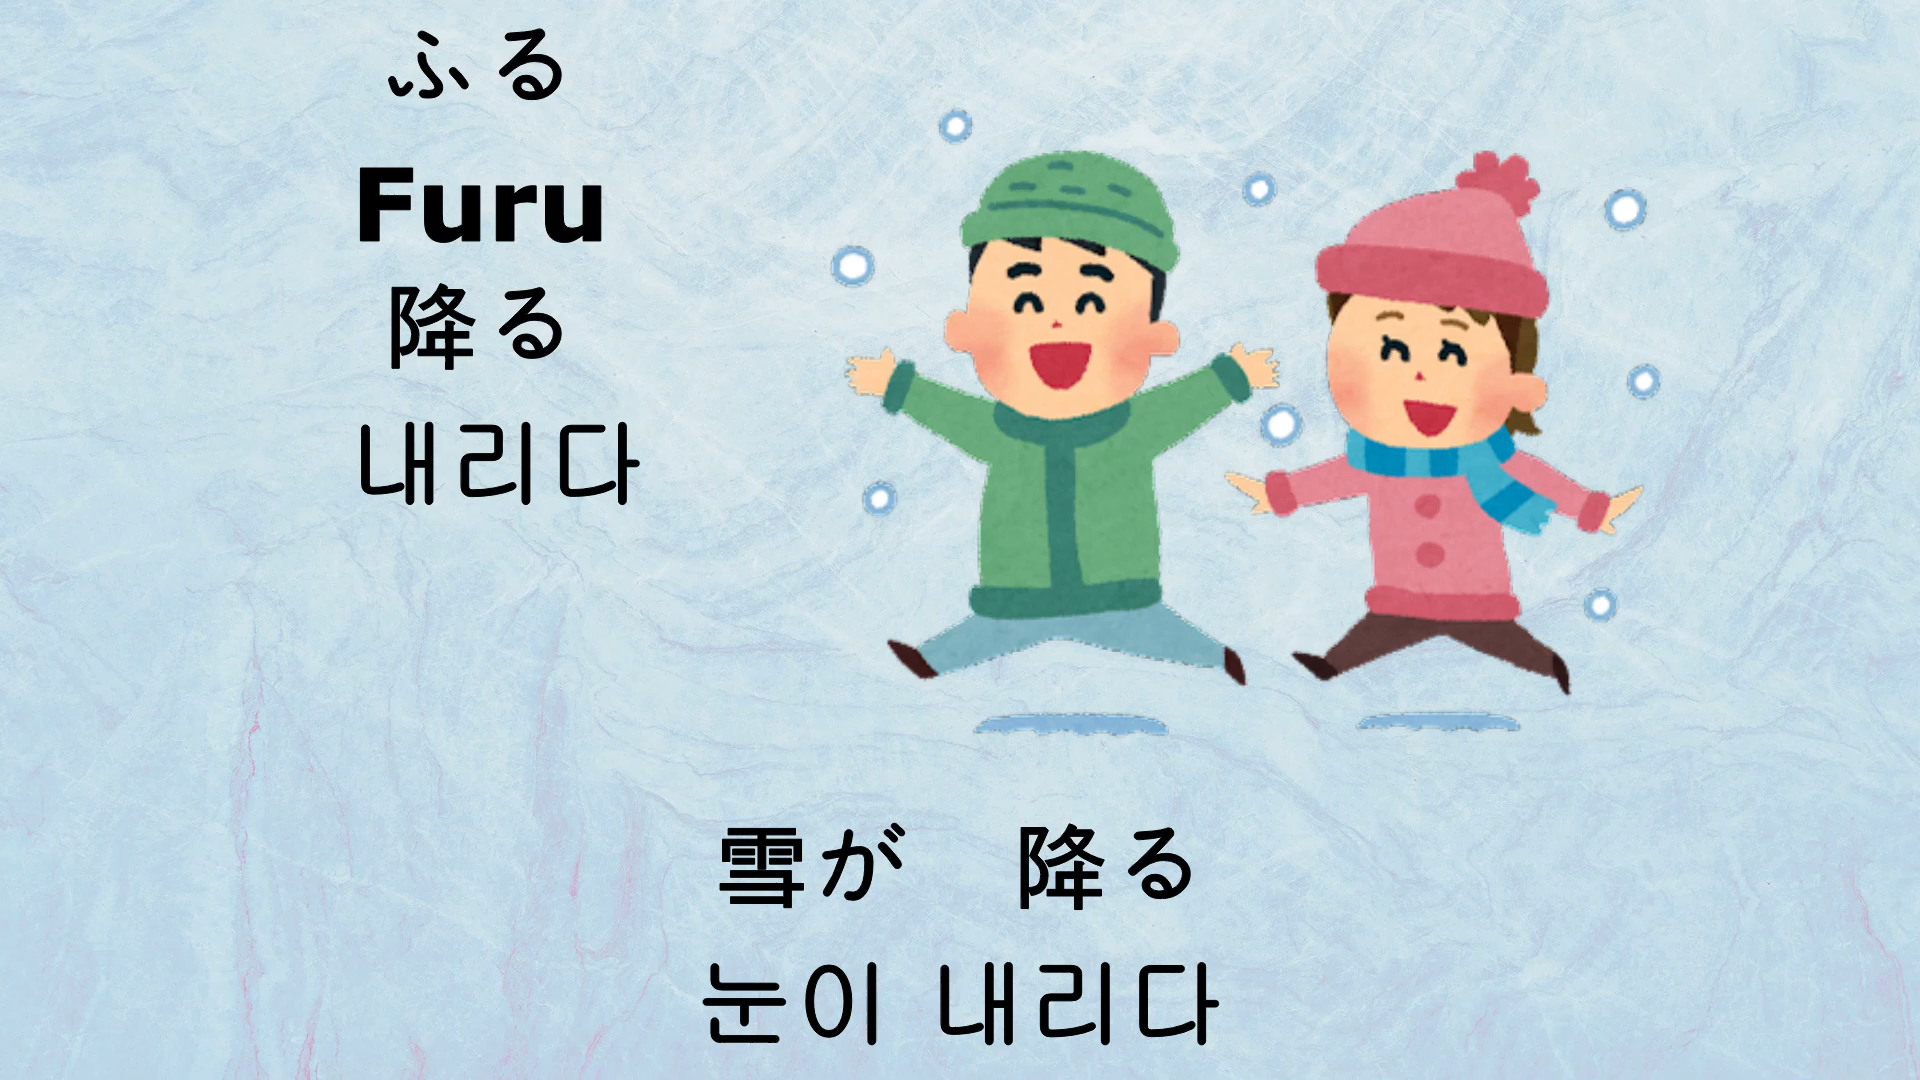 ふる
Furu
降る
내리다
雪が　降る
눈이 내리다